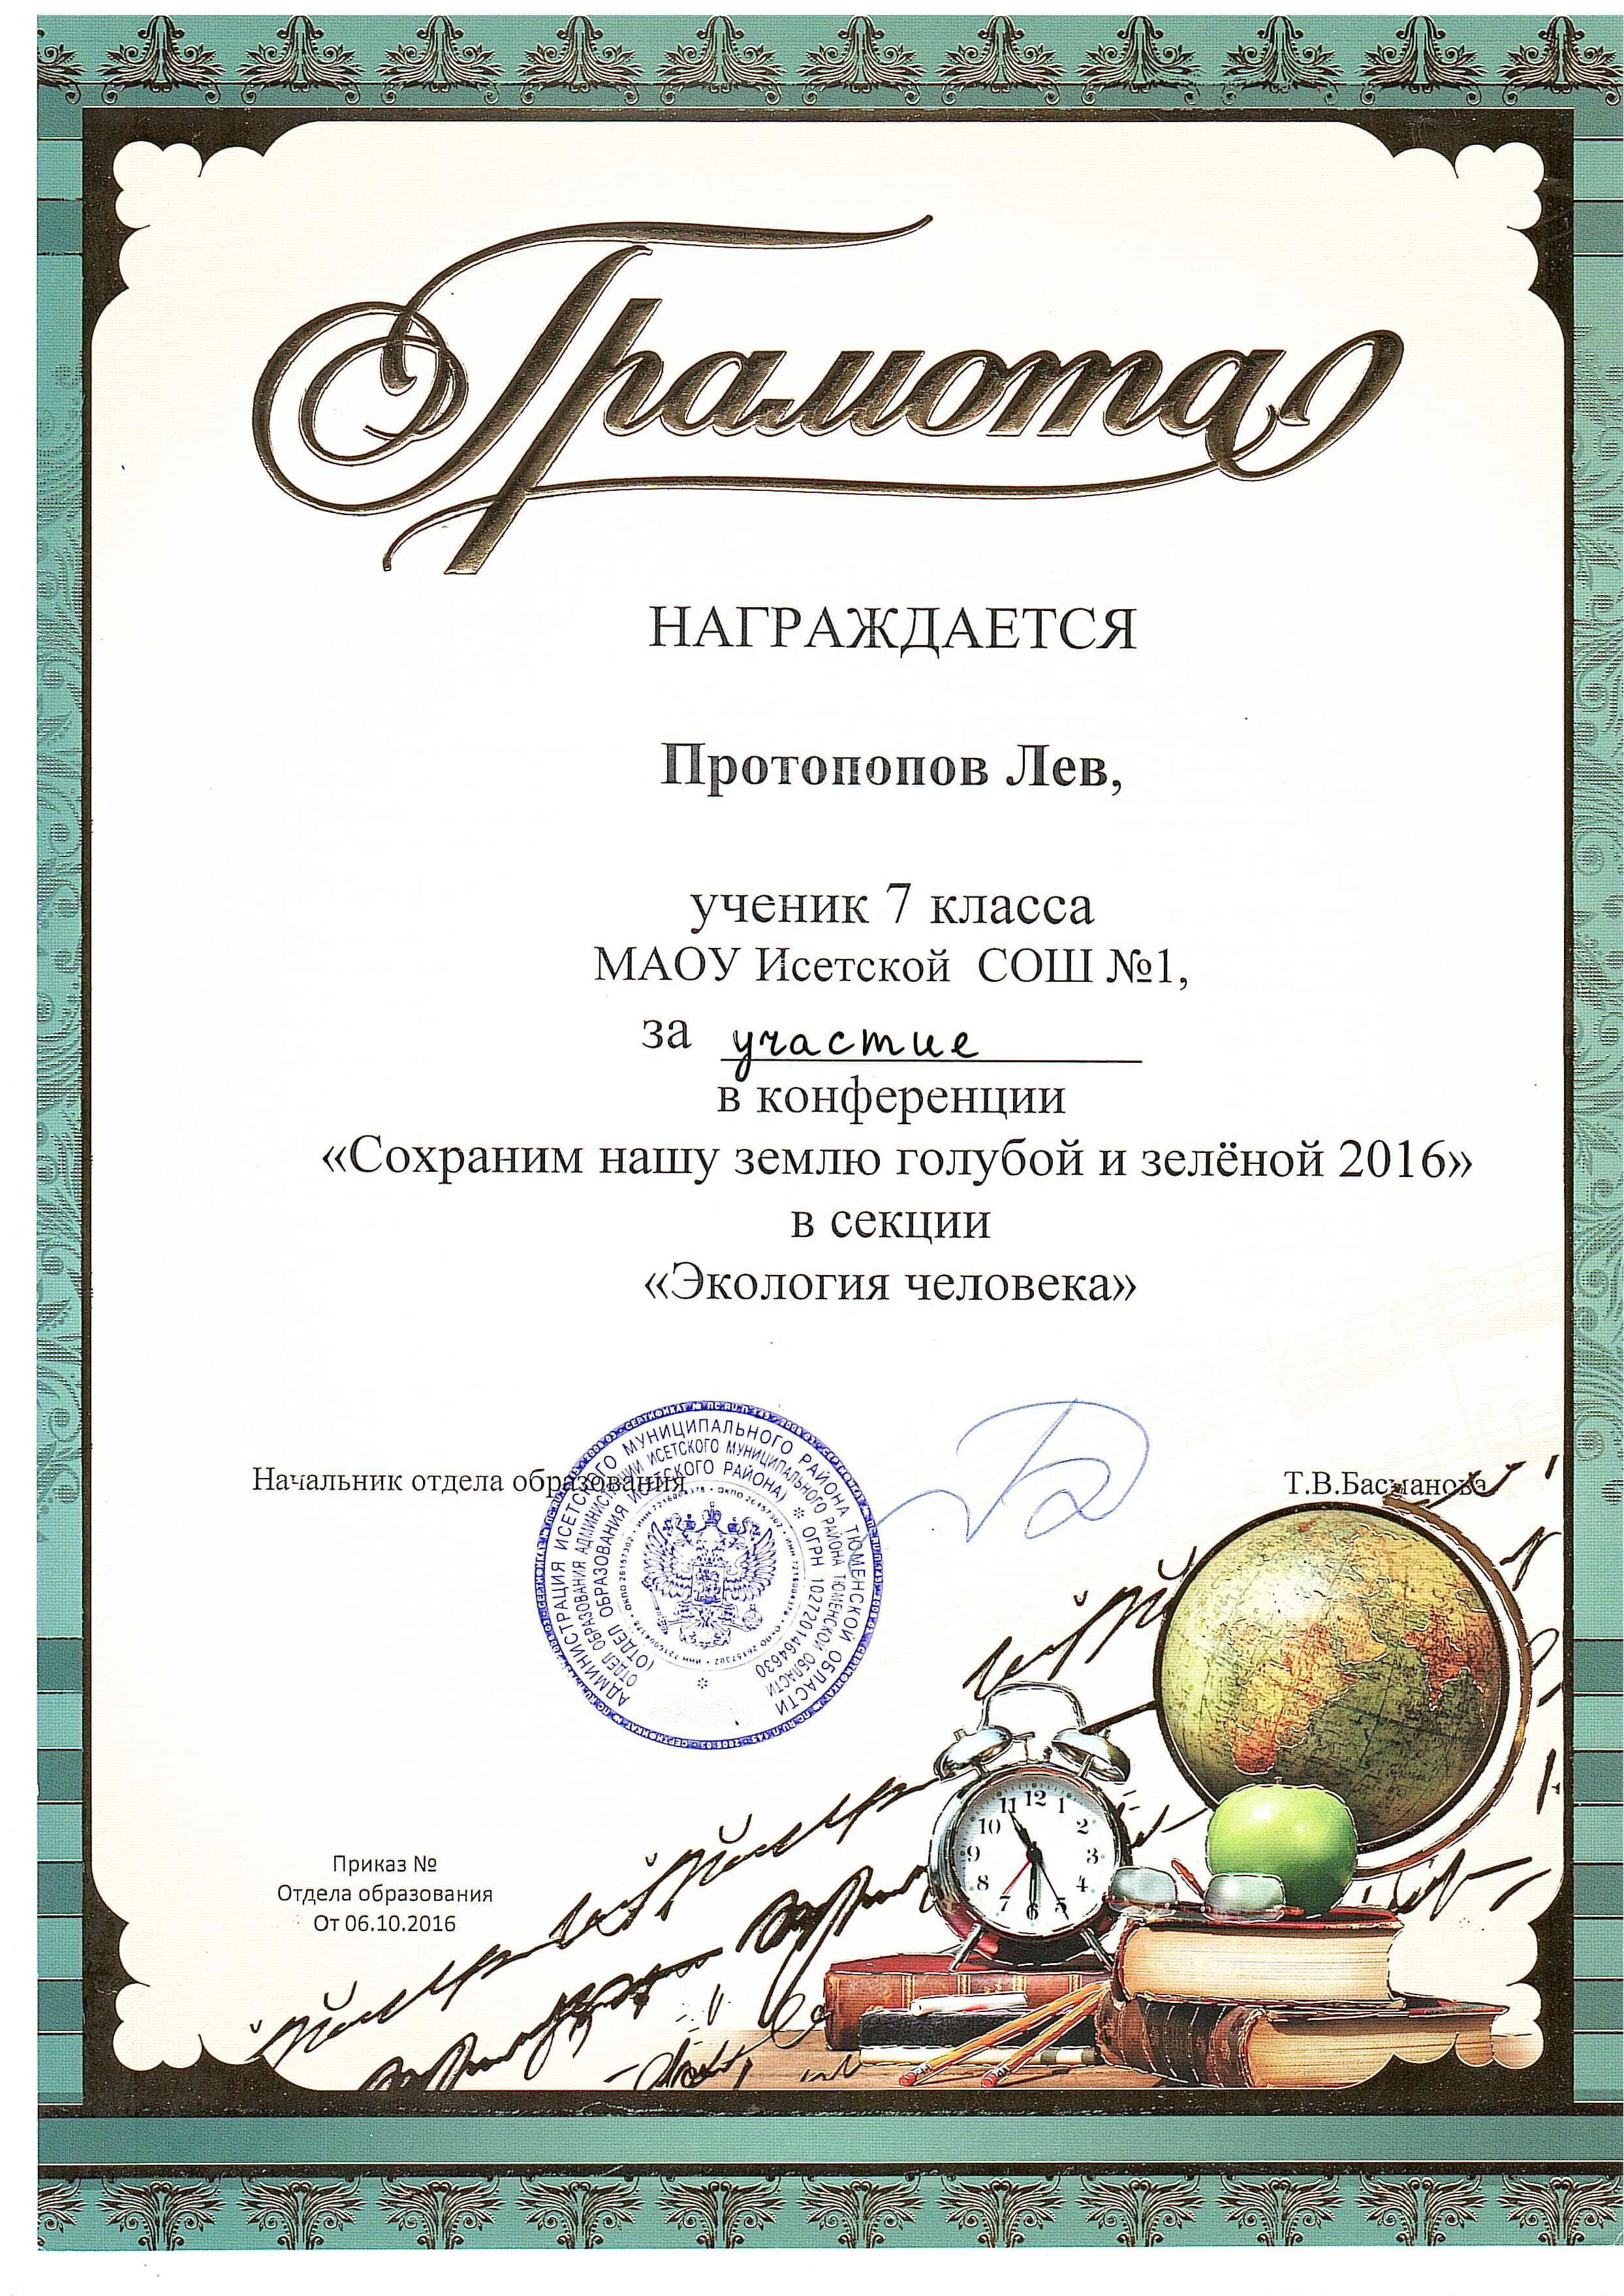 Грамота
НАГРАЖДАЕТСЯ
Протопопов Лев,
ученик 7 класса
МАОУ Исетской СОШ №1,
за участие
в конференции
«Сохраним нашу землю голубой и зелёной 2016»
в секции
«Экология человека»
Начальник отдела образования
Т.В.Басманова
АДМИНИСТРАЦИЯ ИСЕТСКОГО МУНИЦИПАЛЬНОГО РАЙОНА ТЮМЕНСКОЙ ОБЛАСТИ
ОТДЕЛ ОБРАЗОВАНИЯ АДМИНИСТРАЦИИ ИСЕТСКОГО МУНИЦИПАЛЬНОГО РАЙОНА ТЮМЕНСКОЙ ОБЛАСТИ
(ОТДЕЛ ОБРАЗОВАНИЯ ИСЕТСКОГО РАЙОНА) * ОГРН 1027201464630
12 1 2 3 4 5 6 7 8 9 10 11
Приказ №
Отдела образования
От 06.10.2016